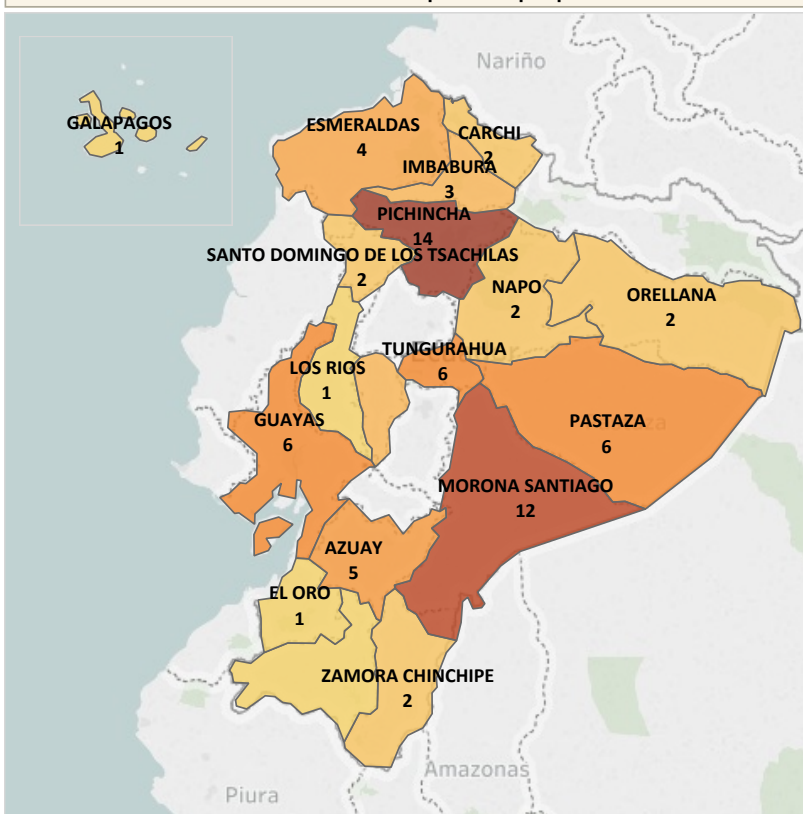 Nariño
GALAPAGOS
1
ESMERALDAS
4
CARCHI
2
IMBABURA
3
PICHINCHA
14
SANTO DOMINGO DE LOS TSACHILAS
2
NAPO
2
ORELLANA
2
TUNGURAHUA
6
LOS RIOS
1
GUAYAS
6
PASTAZA
6
MORONA SANTIAGO
12
AZUAY
5
EL ORO
1
ZAMORA CHINCHIPE
2
Amazonas
Piura